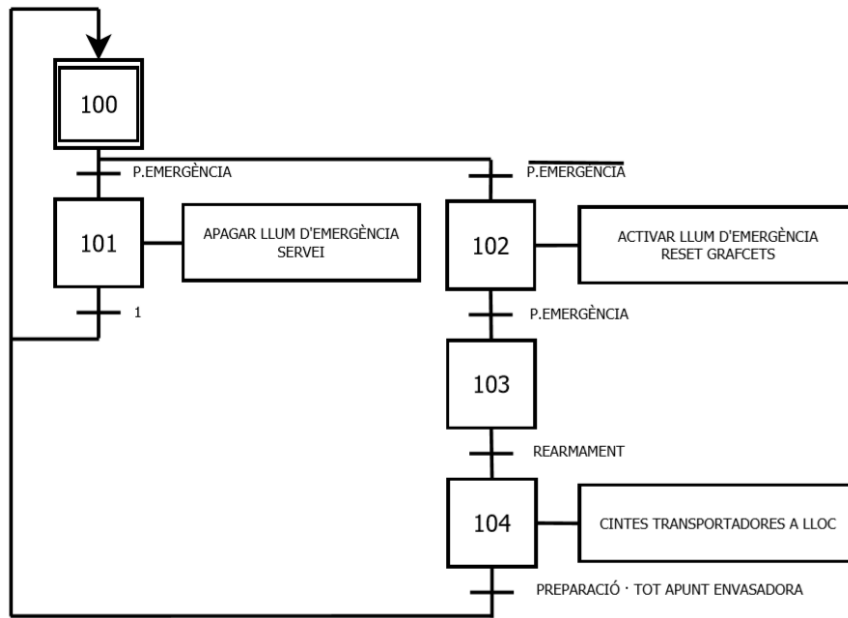 100
P.EMERGÈNCIA
P.EMERGÈNCIA
101
APAGAR LLUM D'EMERGÈNCIA
SERVEI
102
ACTIVAR LLUM D'EMERGÈNCIA
RESET GRAFCETS
1
P.EMERGÈNCIA
103
REARMAMENT
104
CINTES TRANSPORTADORES A LLOC
PREPARACIÓ · TOT APUNT ENVASADORA